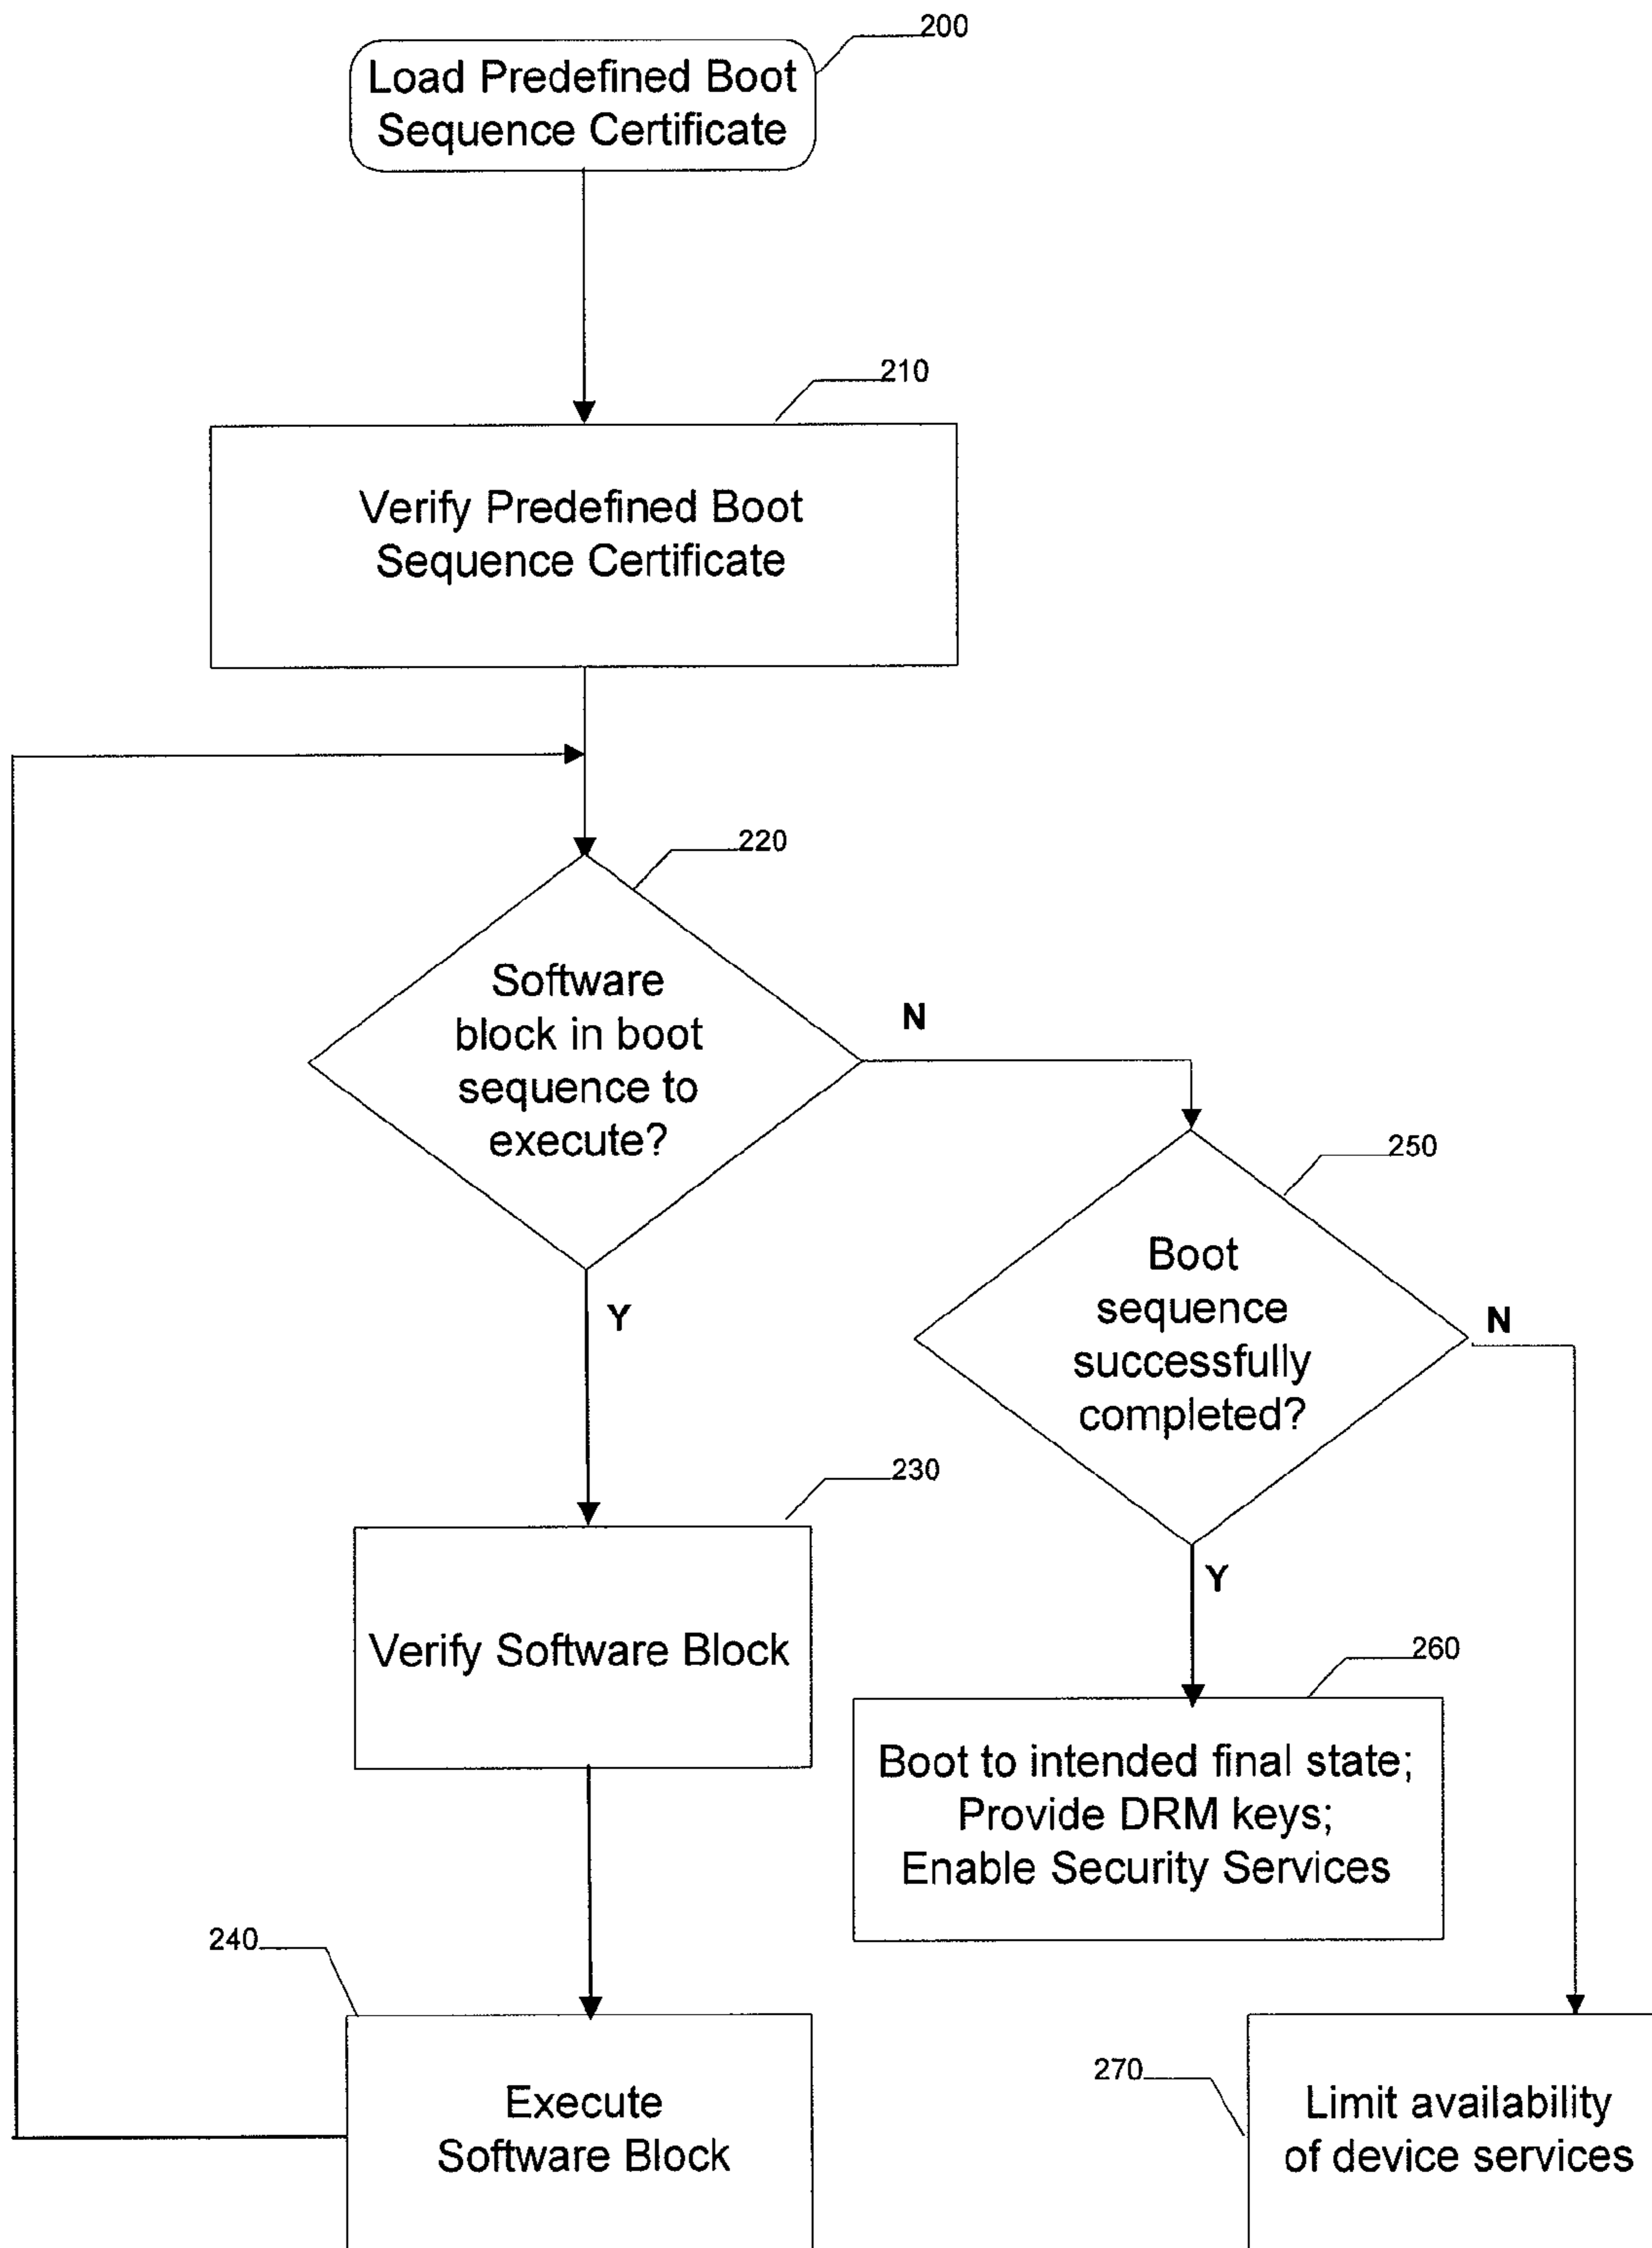 200
Load Predefined Boot
Sequence Certificate
210
Verify Predefined Boot
Sequence Certificate
220
Software
block in boot
sequence to
execute?
N
Y
250
Boot
sequence
successfully
completed?
N
Y
230
Verify Software Block
260
Boot to intended final state;
Provide DRM keys;
Enable Security Services
240
Execute
Software Block
270
Limit availability
of device services